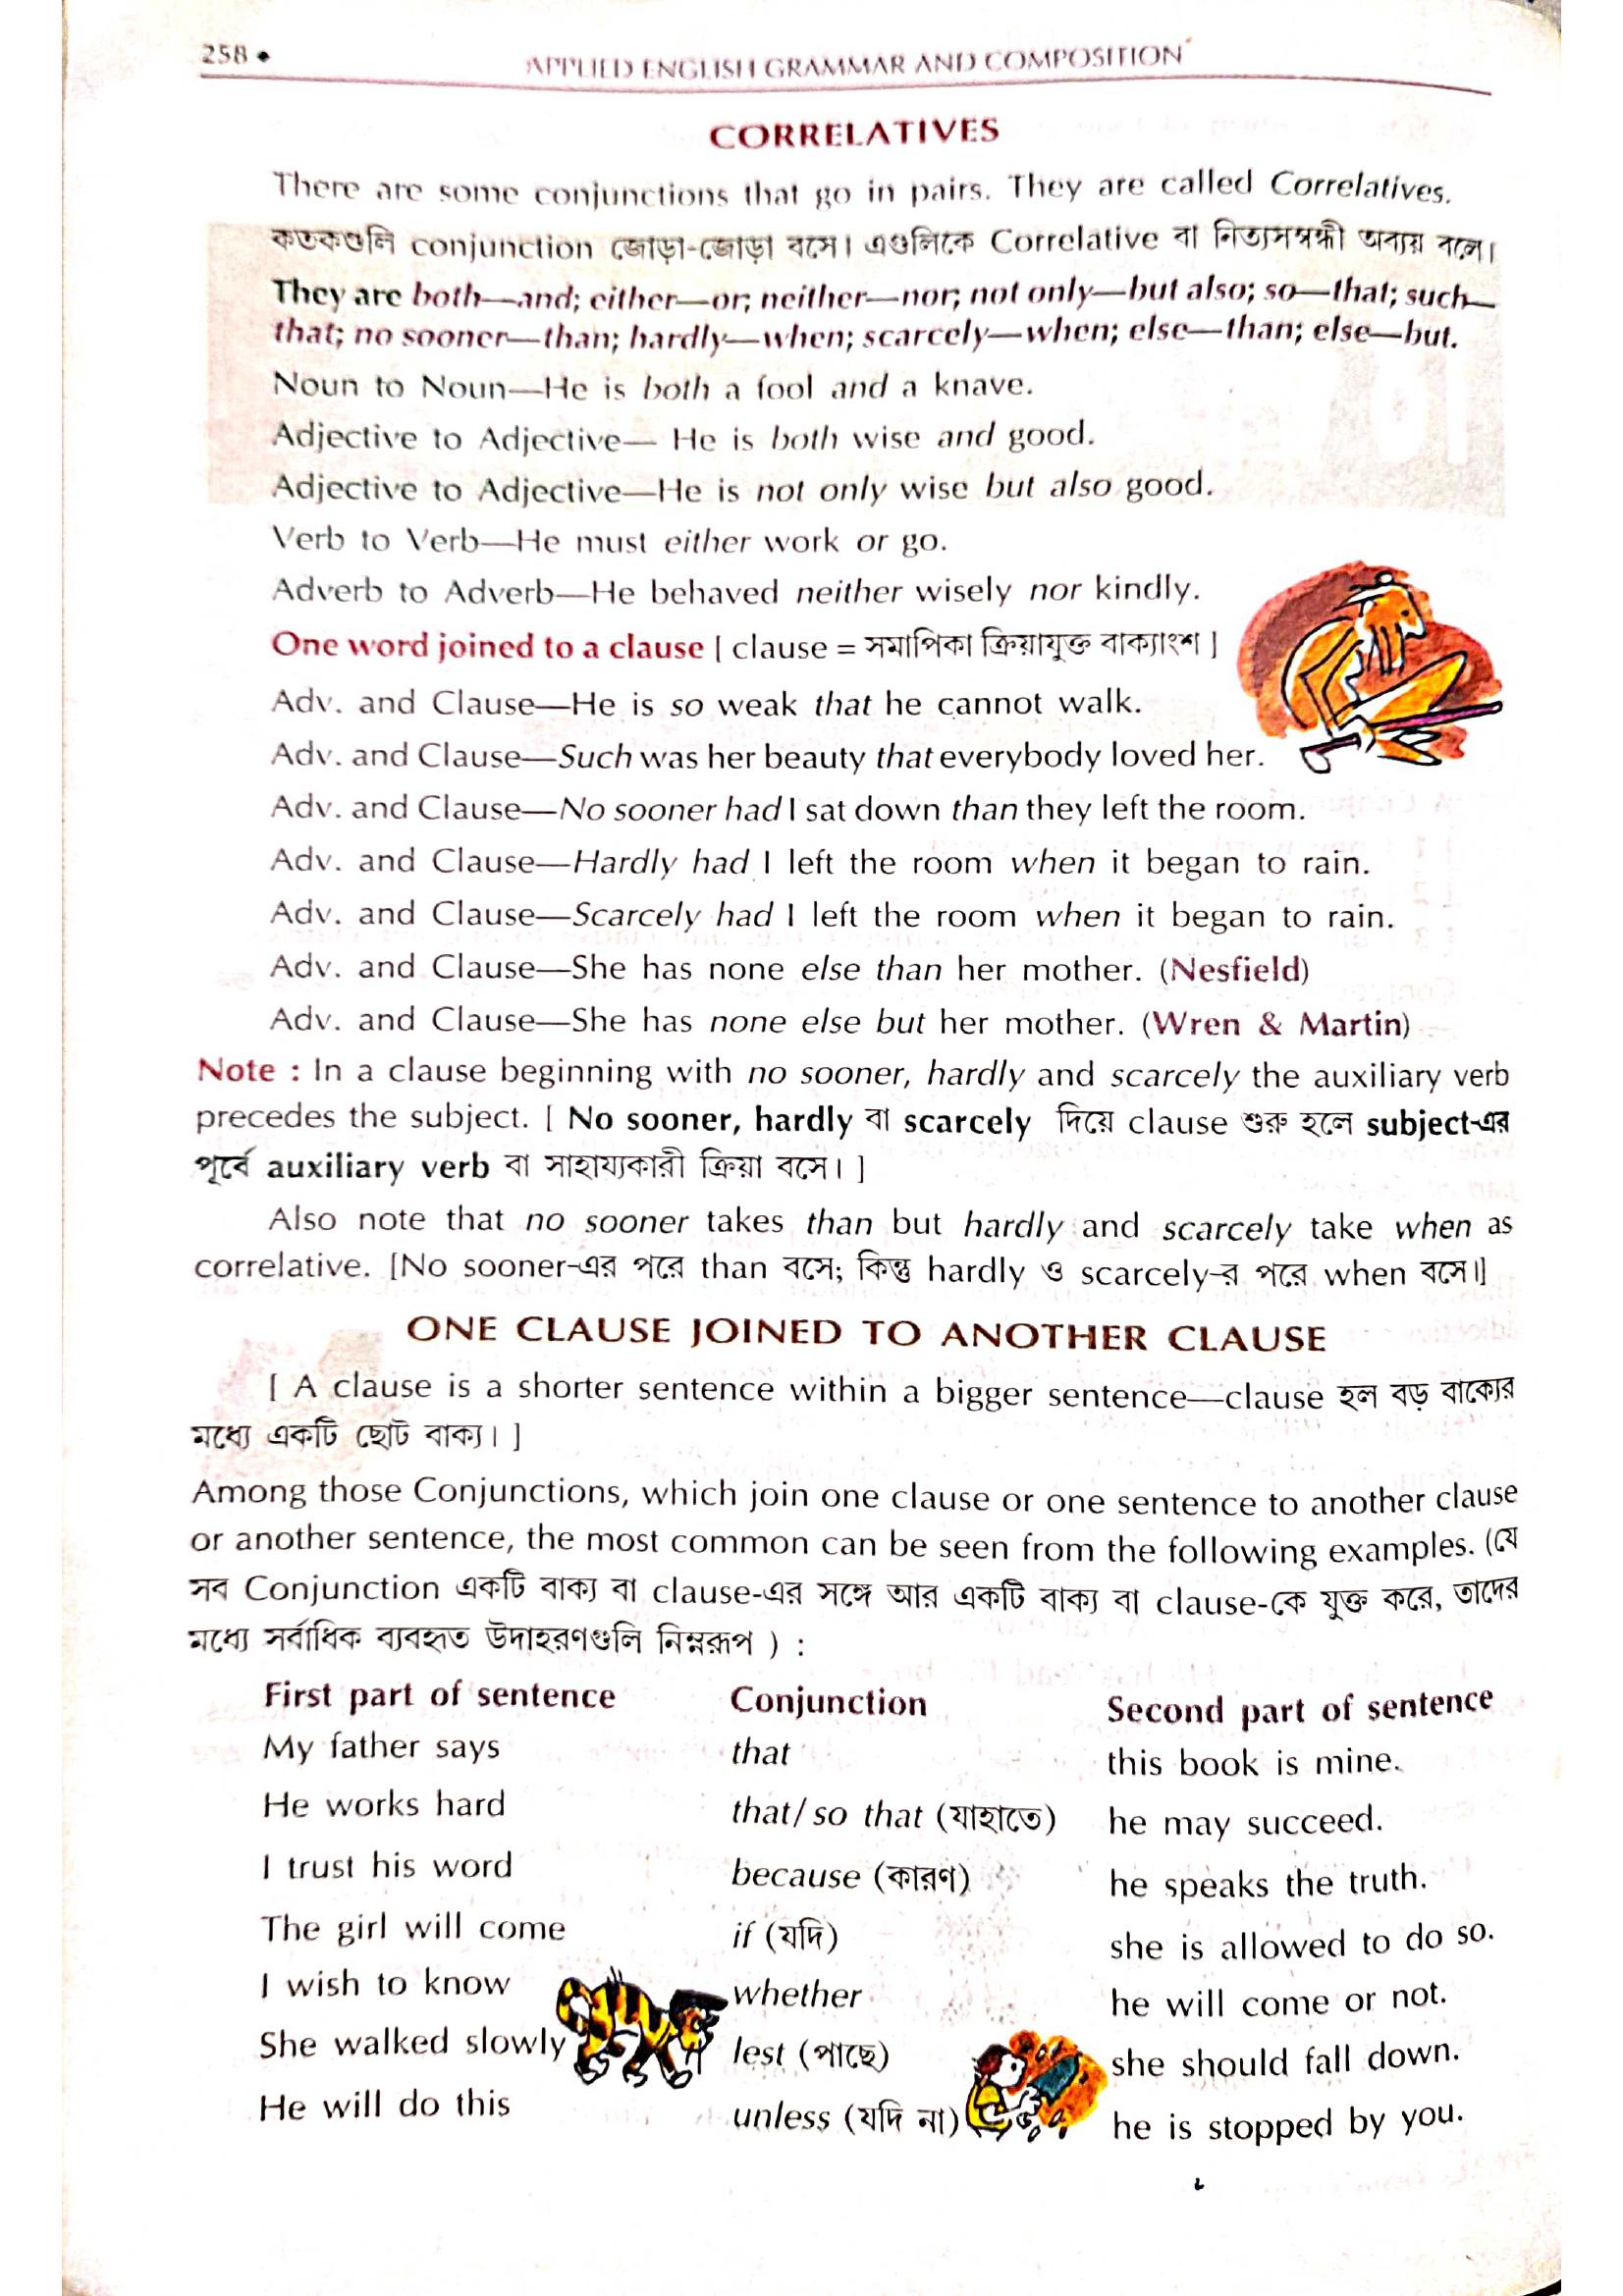 258 •
APPLIED ENGLISH GRAMMAR AND COMPOSITION
CORRELATIVES
There are some conjunctions that go in pairs. They are called Correlatives.
কতকগুলি conjunction জোড়া-জোড়া বসে। এগুলিকে Correlative বা নিত্যসম্বন্ধী অব্যয় বলে।
They are both—and; either—or; neither—nor; not only—but also; so—that; such—
that; no sooner—than; hardly—when; scarcely—when; else—than; else—but.
Noun to Noun—He is both a fool and a knave.
Adjective to Adjective— He is both wise and good.
Adjective to Adjective—He is not only wise but also good.
Verb to Verb—He must either work or go.
Adverb to Adverb—He behaved neither wisely nor kindly.
One word joined to a clause [ clause = সমাপিকা ক্রিয়াযুক্ত বাক্যাংশ ]
Adv. and Clause—He is so weak that he cannot walk.
Adv. and Clause—Such was her beauty that everybody loved her.
Adv. and Clause—No sooner had I sat down than they left the room.
Adv. and Clause—Hardly had I left the room when it began to rain.
Adv. and Clause—Scarcely had I left the room when it began to rain.
Adv. and Clause—She has none else than her mother. (Nesfield)
Adv. and Clause—She has none else but her mother. (Wren & Martin)
Note : In a clause beginning with no sooner, hardly and scarcely the auxiliary verb
precedes the subject. [ No sooner, hardly বা scarcely দিয়ে clause শুরু হলে subject-এর
পূর্বে auxiliary verb বা সাহায্যকারী ক্রিয়া বসে। ]
Also note that no sooner takes than but hardly and scarcely take when as
correlative. [No sooner-এর পরে than বসে; কিন্তু hardly ও scarcely-র পরে when বসে।]
ONE CLAUSE JOINED TO ANOTHER CLAUSE
[ A clause is a shorter sentence within a bigger sentence—clause হল বড় বাক্যের
মধ্যে একটি ছোট বাক্য। ]
Among those Conjunctions, which join one clause or one sentence to another clause
or another sentence, the most common can be seen from the following examples. (যে
সব Conjunction একটি বাক্য বা clause-এর সঙ্গে আর একটি বাক্য বা clause-কে যুক্ত করে, তাদের
মধ্যে সর্বাধিক ব্যবহৃত উদাহরণগুলি নিম্নরূপ ) :
First part of sentence Conjunction Second part of sentence
My father says that this book is mine.
He works hard that/so that (যাহাতে) he may succeed.
I trust his word because (কারণ) he speaks the truth.
The girl will come if (যদি) she is allowed to do so.
I wish to know whether he will come or not.
She walked slowly lest (পাছে) she should fall down.
He will do this unless (যদি না) he is stopped by you.